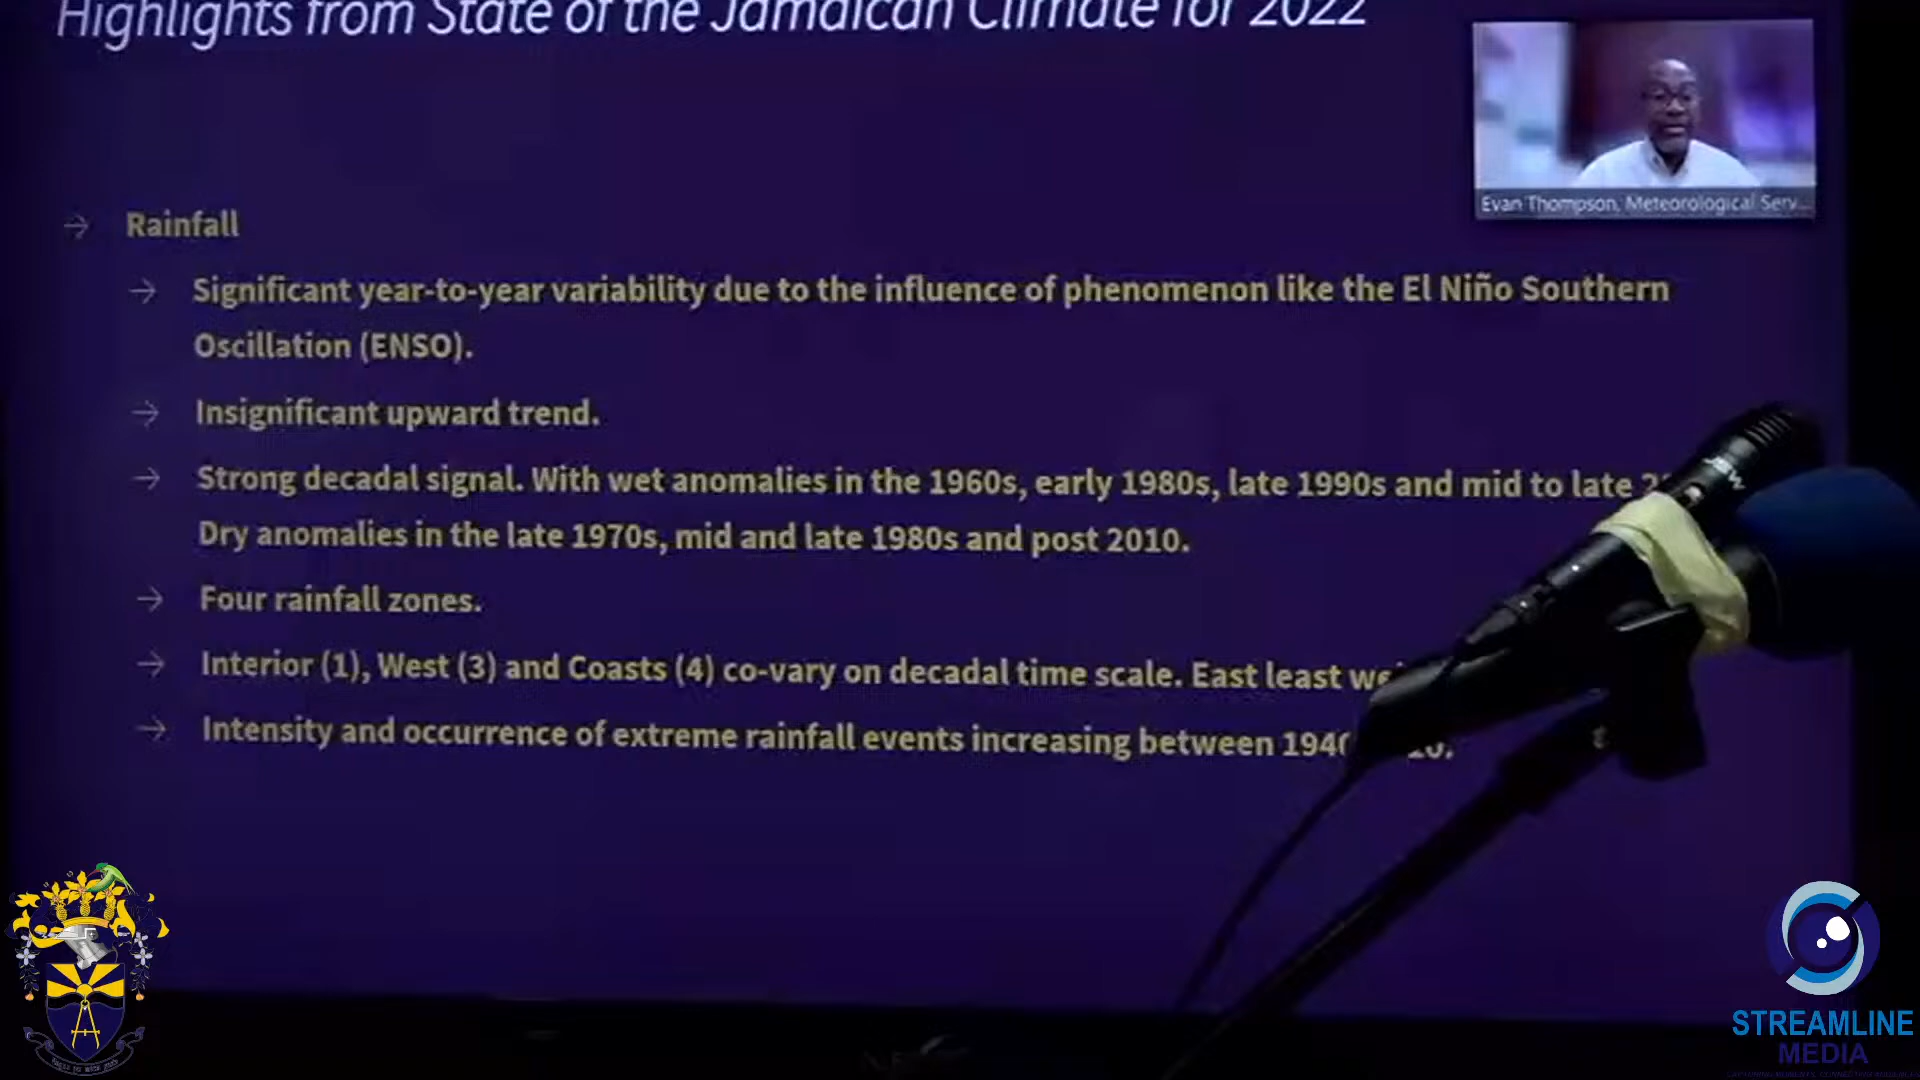 Highlights from State of the Jamaican Climate for 2022
Evan Thompson, Meteorological Serv...
→ Rainfall
→ Significant year-to-year variability due to the influence of phenomenon like the El Niño Southern
Oscillation (ENSO).
→ Insignificant upward trend.
→ Strong decadal signal. With wet anomalies in the 1960s, early 1980s, late 1990s and mid to late
Dry anomalies in the late 1970s, mid and late 1980s and post 2010.
→ Four rainfall zones.
→ Interior (1), West (3) and Coasts (4) co-vary on decadal time scale. East least
→ Intensity and occurrence of extreme rainfall events increasing between
STREAMLINE
MEDIA